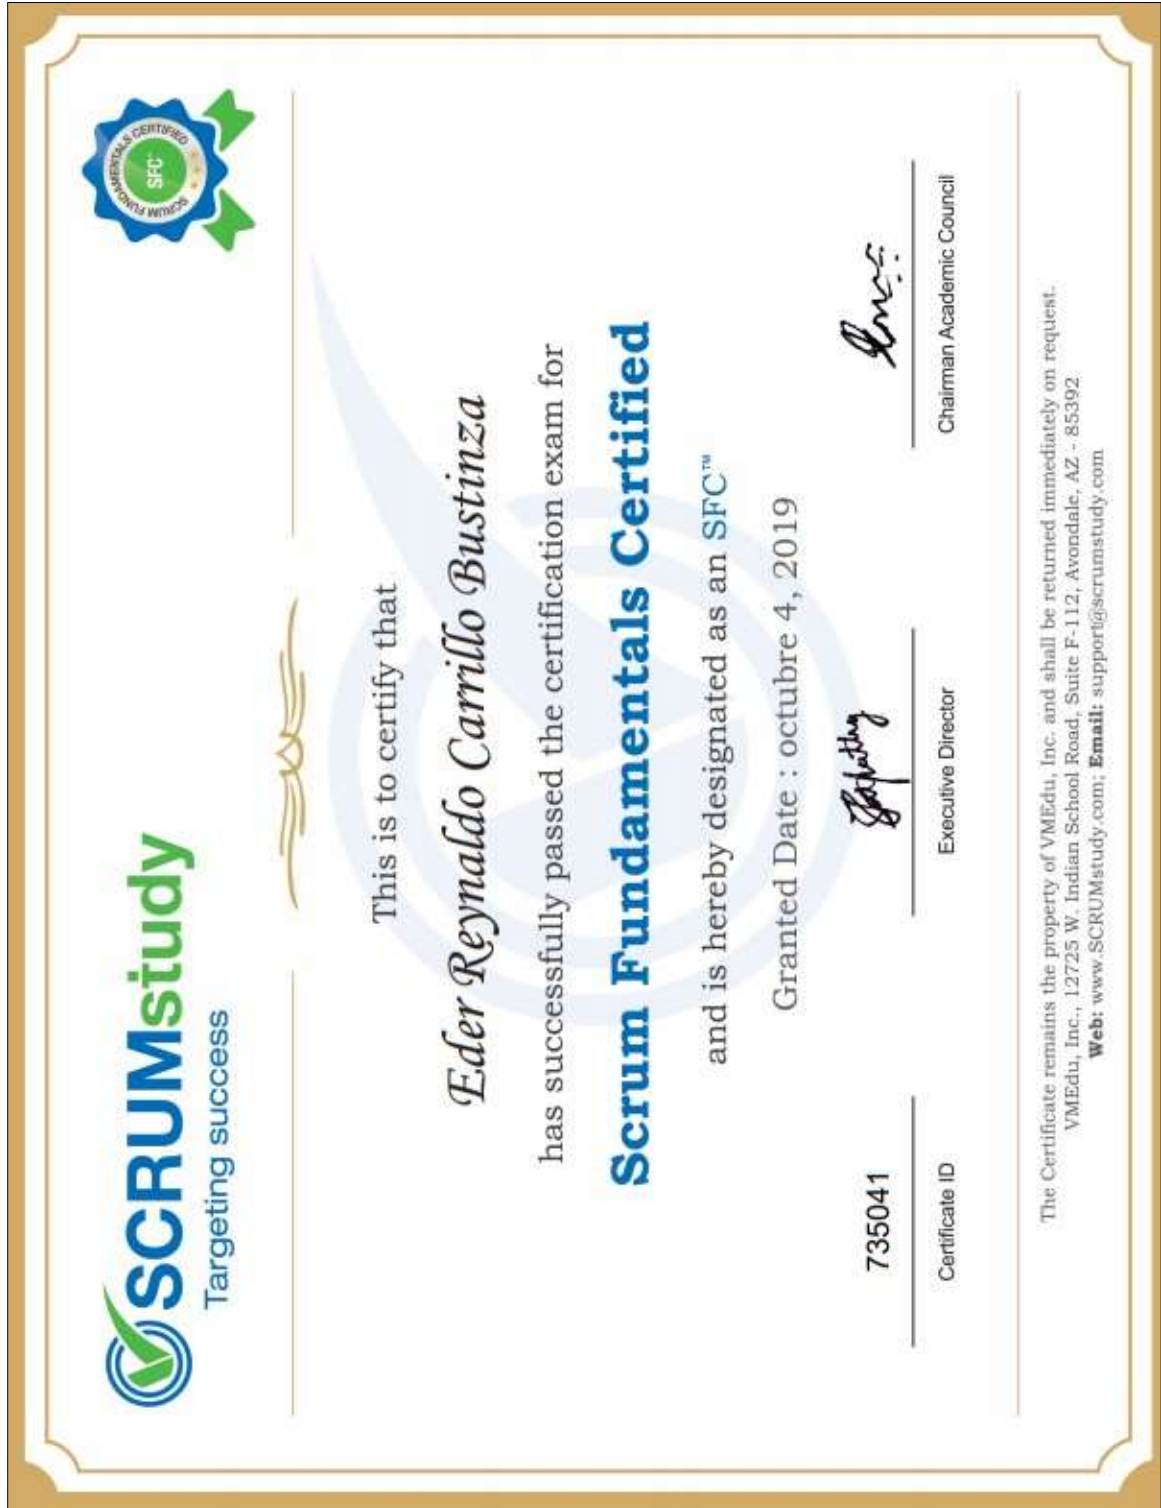 SCRUMstudy
Targeting success
SCRUM FUNDAMENTALS CERTIFIED
SFC™
This is to certify that
Eder Reynaldo Carrillo Bustinza
has successfully passed the certification exam for
Scrum Fundamentals Certified
and is hereby designated as an SFC™
Granted Date : octubre 4, 2019
735041
Certificate ID
Executive Director
Chairman Academic Council
The Certificate remains the property of VMEdu, Inc. and shall be returned immediately on request.
VMEdu, Inc., 12725 W. Indian School Road, Suite F-112, Avondale, AZ - 85392
Web: www.SCRUMstudy.com; Email: support@scrumstudy.com